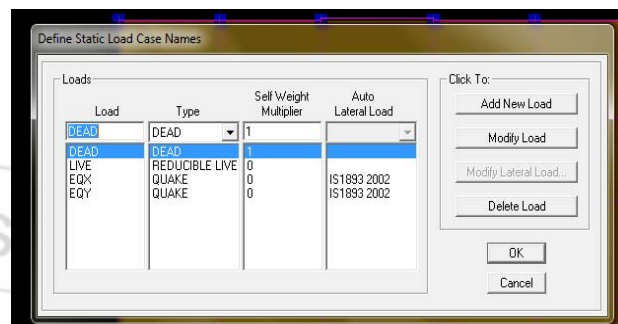 Define Static Load Case Names
Loads
Click To:
Load Type Self Weight Multiplier Auto Lateral Load
DEAD DEAD 1
DEAD DEAD 1
LIVE REDUCIBLE LIVE 0
EQX QUAKE 0 IS1893 2002
EQY QUAKE 0 IS1893 2002
Add New Load
Modify Load
Modify Lateral Load...
Delete Load
OK
Cancel